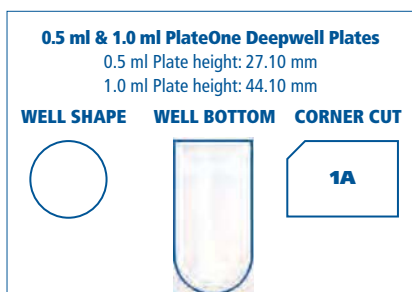 0.5 ml & 1.0 ml PlateOne Deepwell Plates
0.5 ml Plate height: 27.10 mm
1.0 ml Plate height: 44.10 mm
WELL SHAPE WELL BOTTOM CORNER CUT
1A